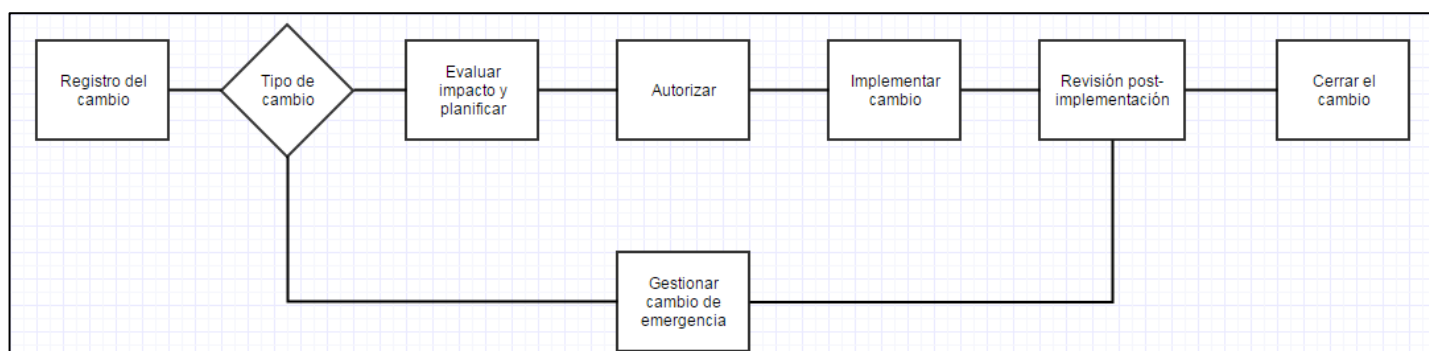 Registro del
cambio
Tipo de
cambio
Evaluar
impacto y
planificar
Autorizar
Implementar
cambio
Revisión post-
implementación
Cerrar el
cambio
Gestionar
cambio de
emergencia